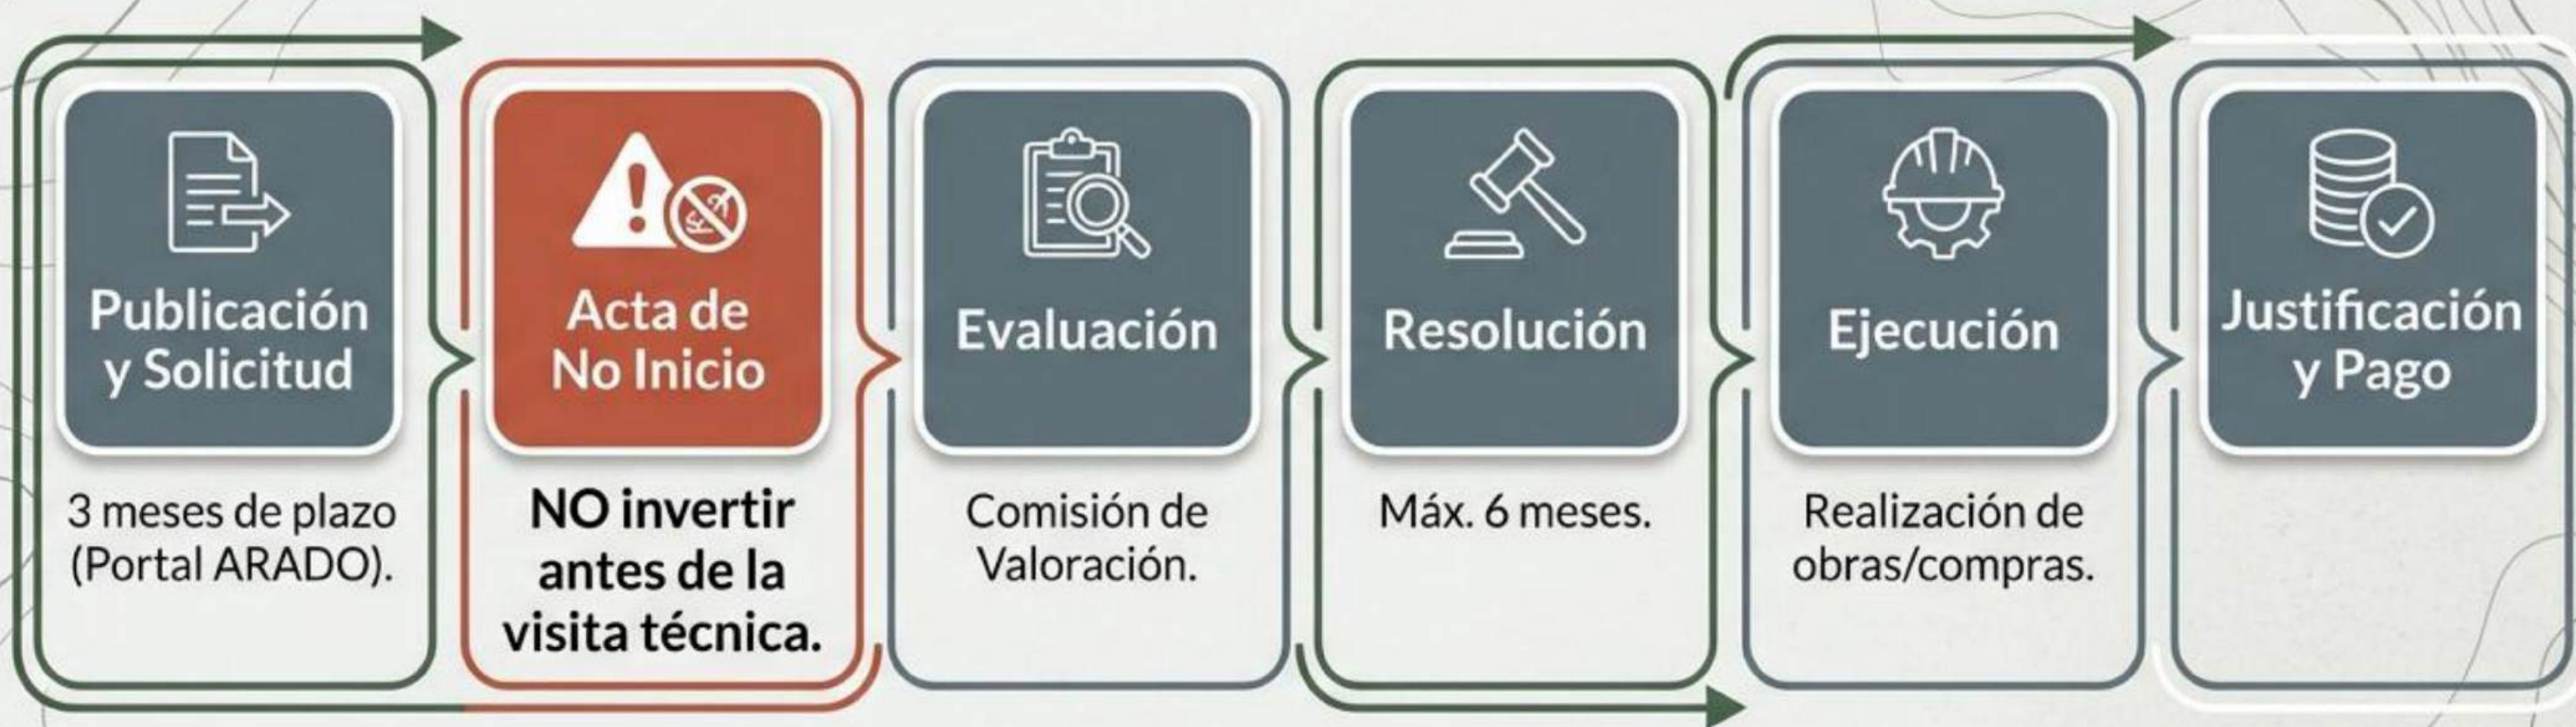 Publicación
y Solicitud
3 meses de plazo
(Portal ARADO).
Acta de
No Inicio
NO invertir
antes de la
visita técnica.
Evaluación
Comisión de
Valoración.
Resolución
Máx. 6 meses.
Ejecución
Realización de
obras/compras.
Justificación
y Pago